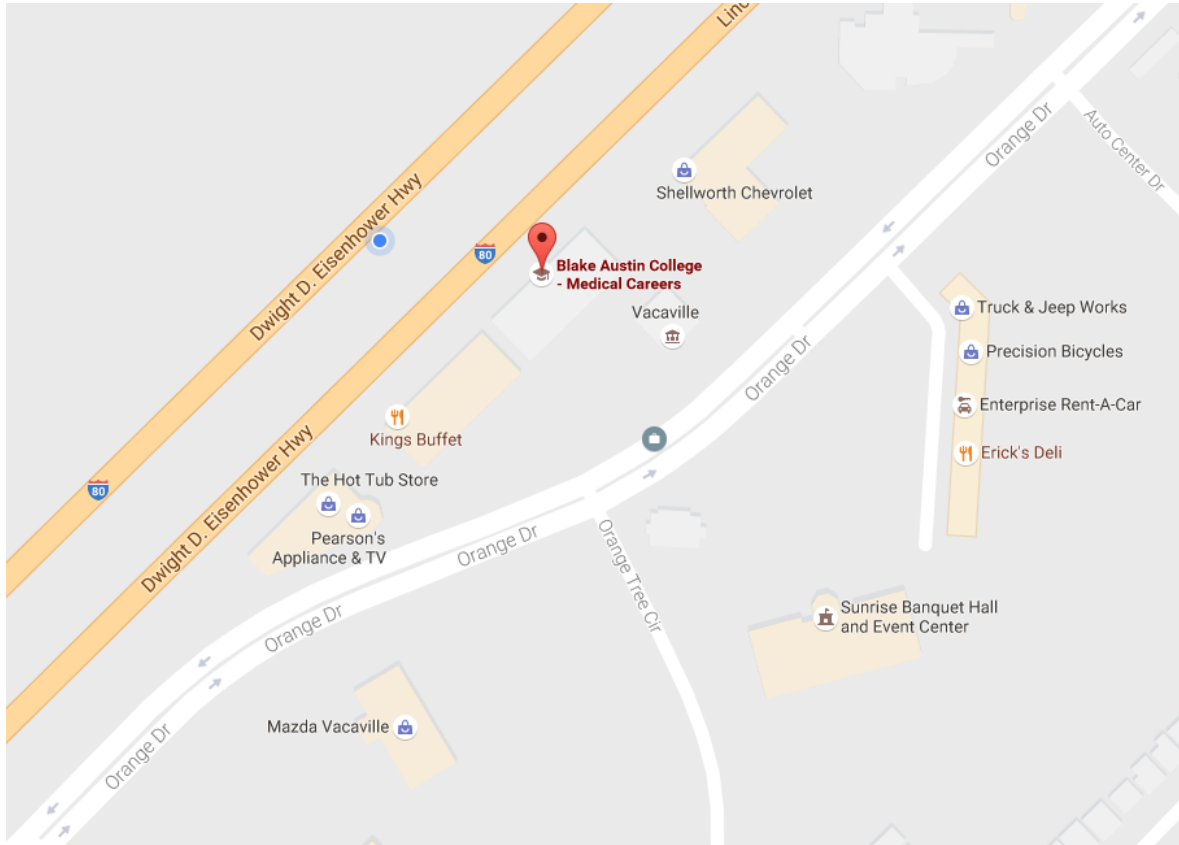 Linc
Orange Dr
Auto Center Dr
Shellworth Chevrolet
Dwight D. Eisenhower Hwy
80
Blake Austin College
- Medical Careers
Vacaville
Truck & Jeep Works
Precision Bicycles
Orange Dr
Enterprise Rent-A-Car
Kings Buffet
Erick's Deli
The Hot Tub Store
80
Dwight D. Eisenhower Hwy
Pearson's
Appliance & TV
Orange Dr
Orange Tree Cir
Orange Dr
Sunrise Banquet Hall
and Event Center
Mazda Vacaville
Orange Dr